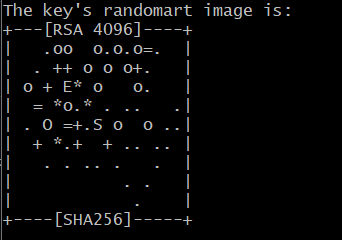 The key's randomart image is:
+---[RSA 4096]----+
|   .oo  o.o.o=.  |
|  . ++ o o o+.   |
| o + E* o   o.   |
|  = *o.* . ..   .|
| . O =+.S o  o ..|
|  + *.+  + .. .. |
|   . .. .. .   . |
|            . .  |
|             .   |
+----[SHA256]-----+